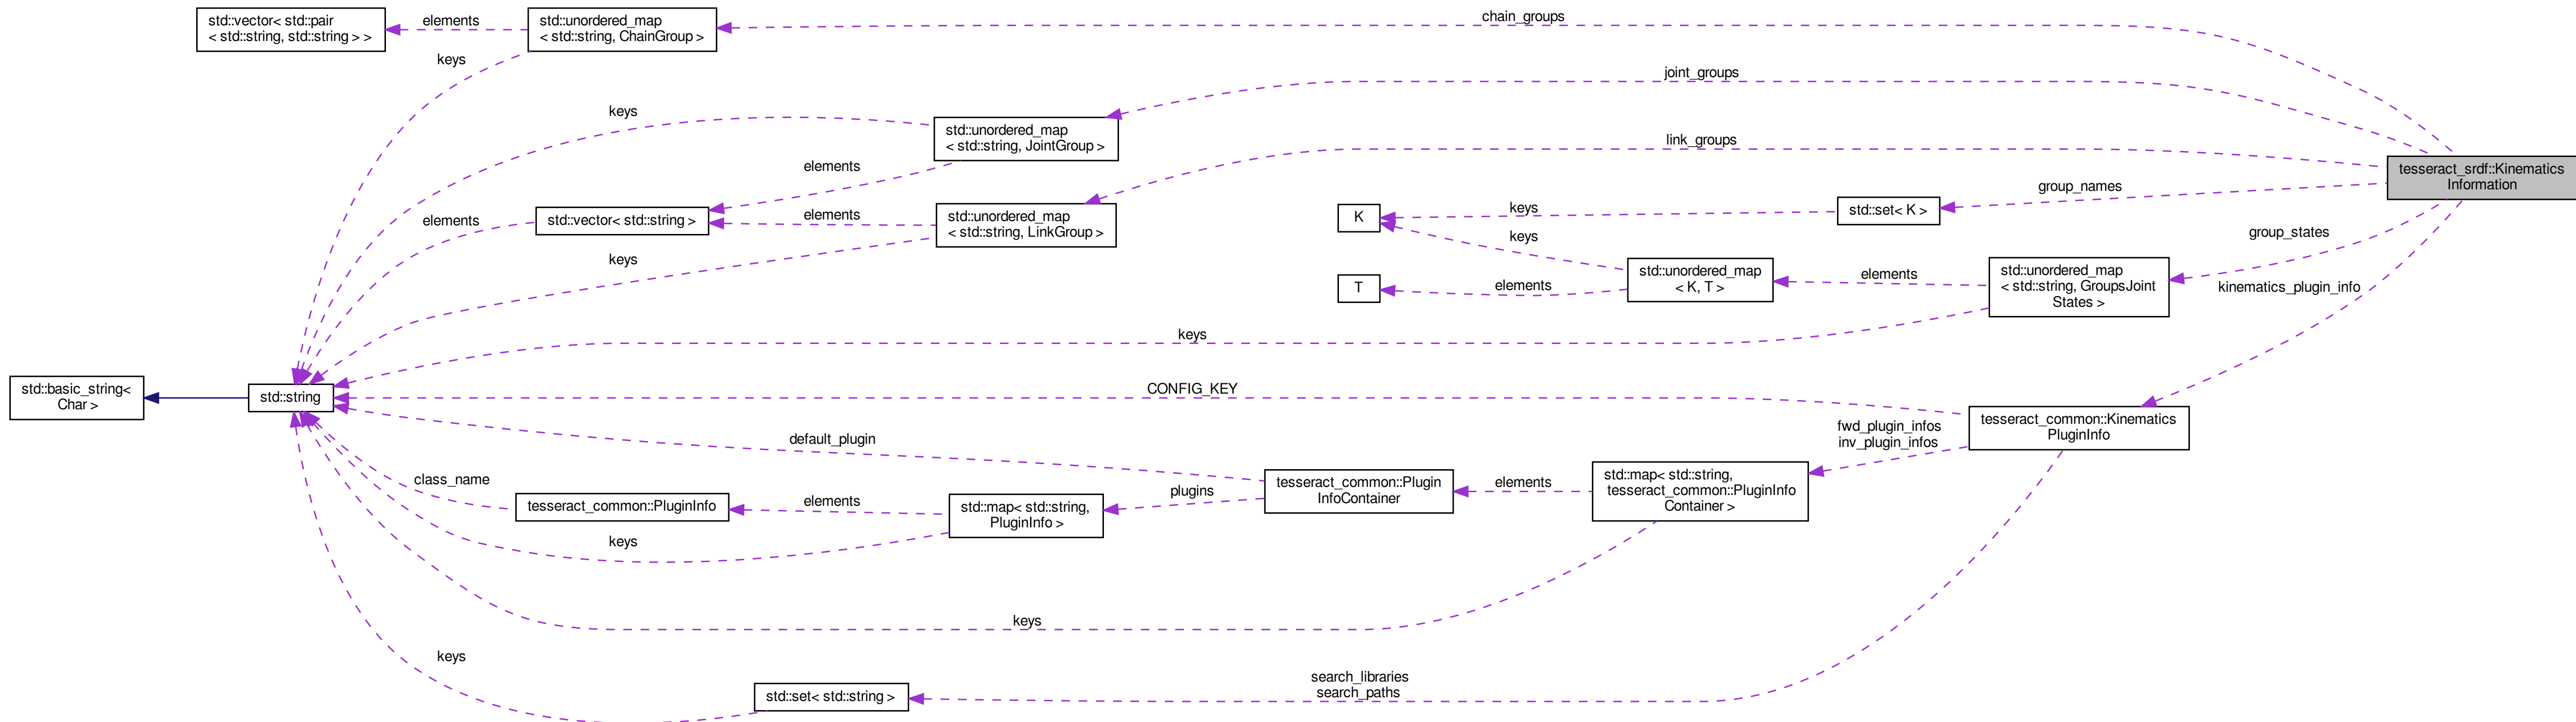 std::vector< std::pair
< std::string, std::string > >
elements
std::unordered_map
< std::string, ChainGroup >
chain_groups
keys
joint_groups
keys
std::unordered_map
< std::string, JointGroup >
link_groups
elements
tesseract_srdf::Kinematics
Information
group_names
std::vector< std::string >
elements
elements
std::unordered_map
< std::string, LinkGroup >
K
keys
std::set< K >
keys
group_states
keys
T
elements
std::unordered_map
< K, T >
elements
std::unordered_map
< std::string, GroupsJoint
States >
kinematics_plugin_info
keys
std::basic_string<
Char >
std::string
CONFIG_KEY
tesseract_common::Kinematics
PluginInfo
default_plugin
fwd_plugin_infos
inv_plugin_infos
class_name
tesseract_common::PluginInfo
elements
std::map< std::string,
PluginInfo >
plugins
tesseract_common::Plugin
InfoContainer
elements
std::map< std::string,
tesseract_common::PluginInfo
Container >
keys
keys
keys
std::set< std::string >
search_libraries
search_paths